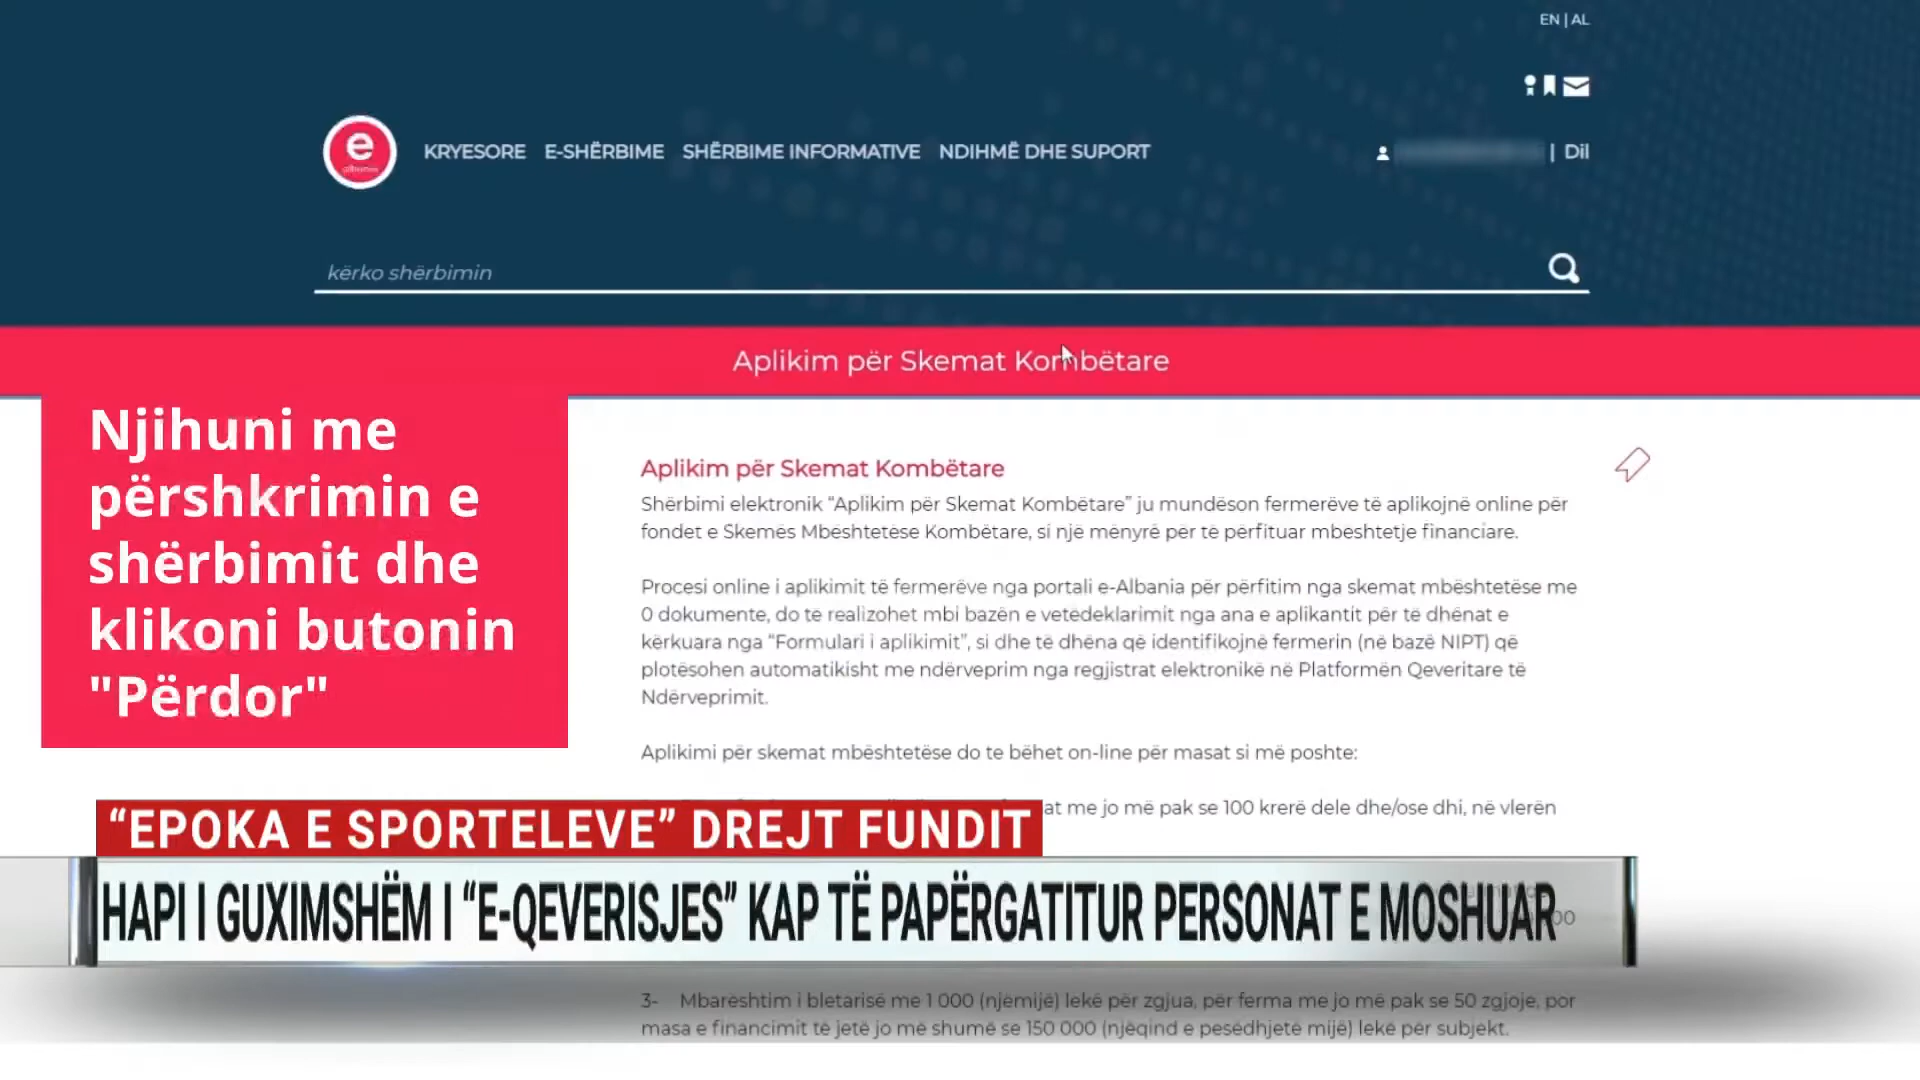 EN | AL
e
KRYESORE E-SHËRBIME SHËRBIME INFORMATIVE NDIHMË DHE SUPORT
| Dil
kërko shërbimin
Aplikim për Skemat Kombëtare
Njihuni me
përshkrimin e
shërbimit dhe
klikoni butonin
"Përdor"
Aplikim për Skemat Kombëtare
Shërbimi elektronik “Aplikim për Skemat Kombëtare” ju mundëson fermerëve të aplikojnë online për
fondet e Skemës Mbështetëse Kombëtare, si një mënyrë për të përfituar mbështetje financiare.
Procesi online i aplikimit të fermerëve nga portali e-Albania për përfitim nga skemat mbështetëse me
0 dokumente, do të realizohet mbi bazën e vetëdeklarimit nga ana e aplikantit për të dhënat e
kërkuara nga “Formulari i aplikimit”, si dhe të dhëna që identifikojnë fermerin (në bazë NIPT) që
plotësohen automatikisht me ndërveprim nga regjistrat elektronikë në Platformën Qeveritare të
Ndërveprimit.
Aplikimi për skemat mbështetëse do te bëhet on-line për masat si më poshte:
at me jo më pak se 100 krerë dele dhe/ose dhi, në vlerën
“EPOKA E SPORTELEVE” DREJT FUNDIT
HAPI I GUXIMSHËM I “E-QEVERISJES” KAP TË PAPËRGATITUR PERSONAT E MOSHUAR
3- Mbarështim i bletarisë me 1 000 (njëmijë) lekë për zgjua, për ferma me jo më pak se 50 zgjoje, por
masa e financimit të jetë jo më shumë se 150 000 (njëqind e pesëdhjetë mijë) lekë për subjekt.